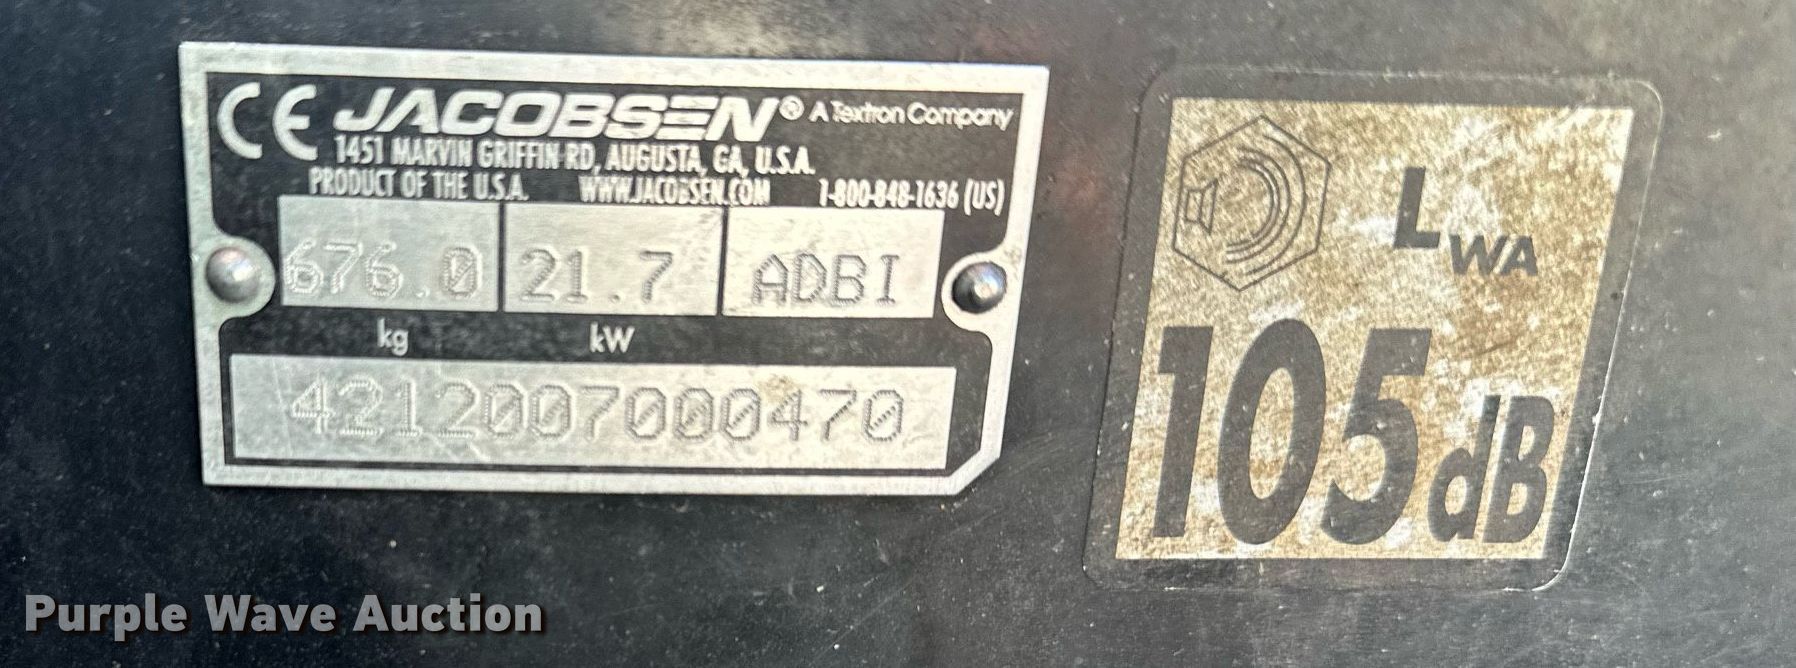 CE JACOBSEN® A Textron Company
1451 MARVIN GRIFFIN RD, AUGUSTA, GA, U.S.A.
PRODUCT OF THE U.S.A. WWW.JACOBSEN.COM 1-800-848-1636 (US)
676.0 21.7 ADBI
kg kW
4212007000470
LWA
105dB
Purple Wave Auction